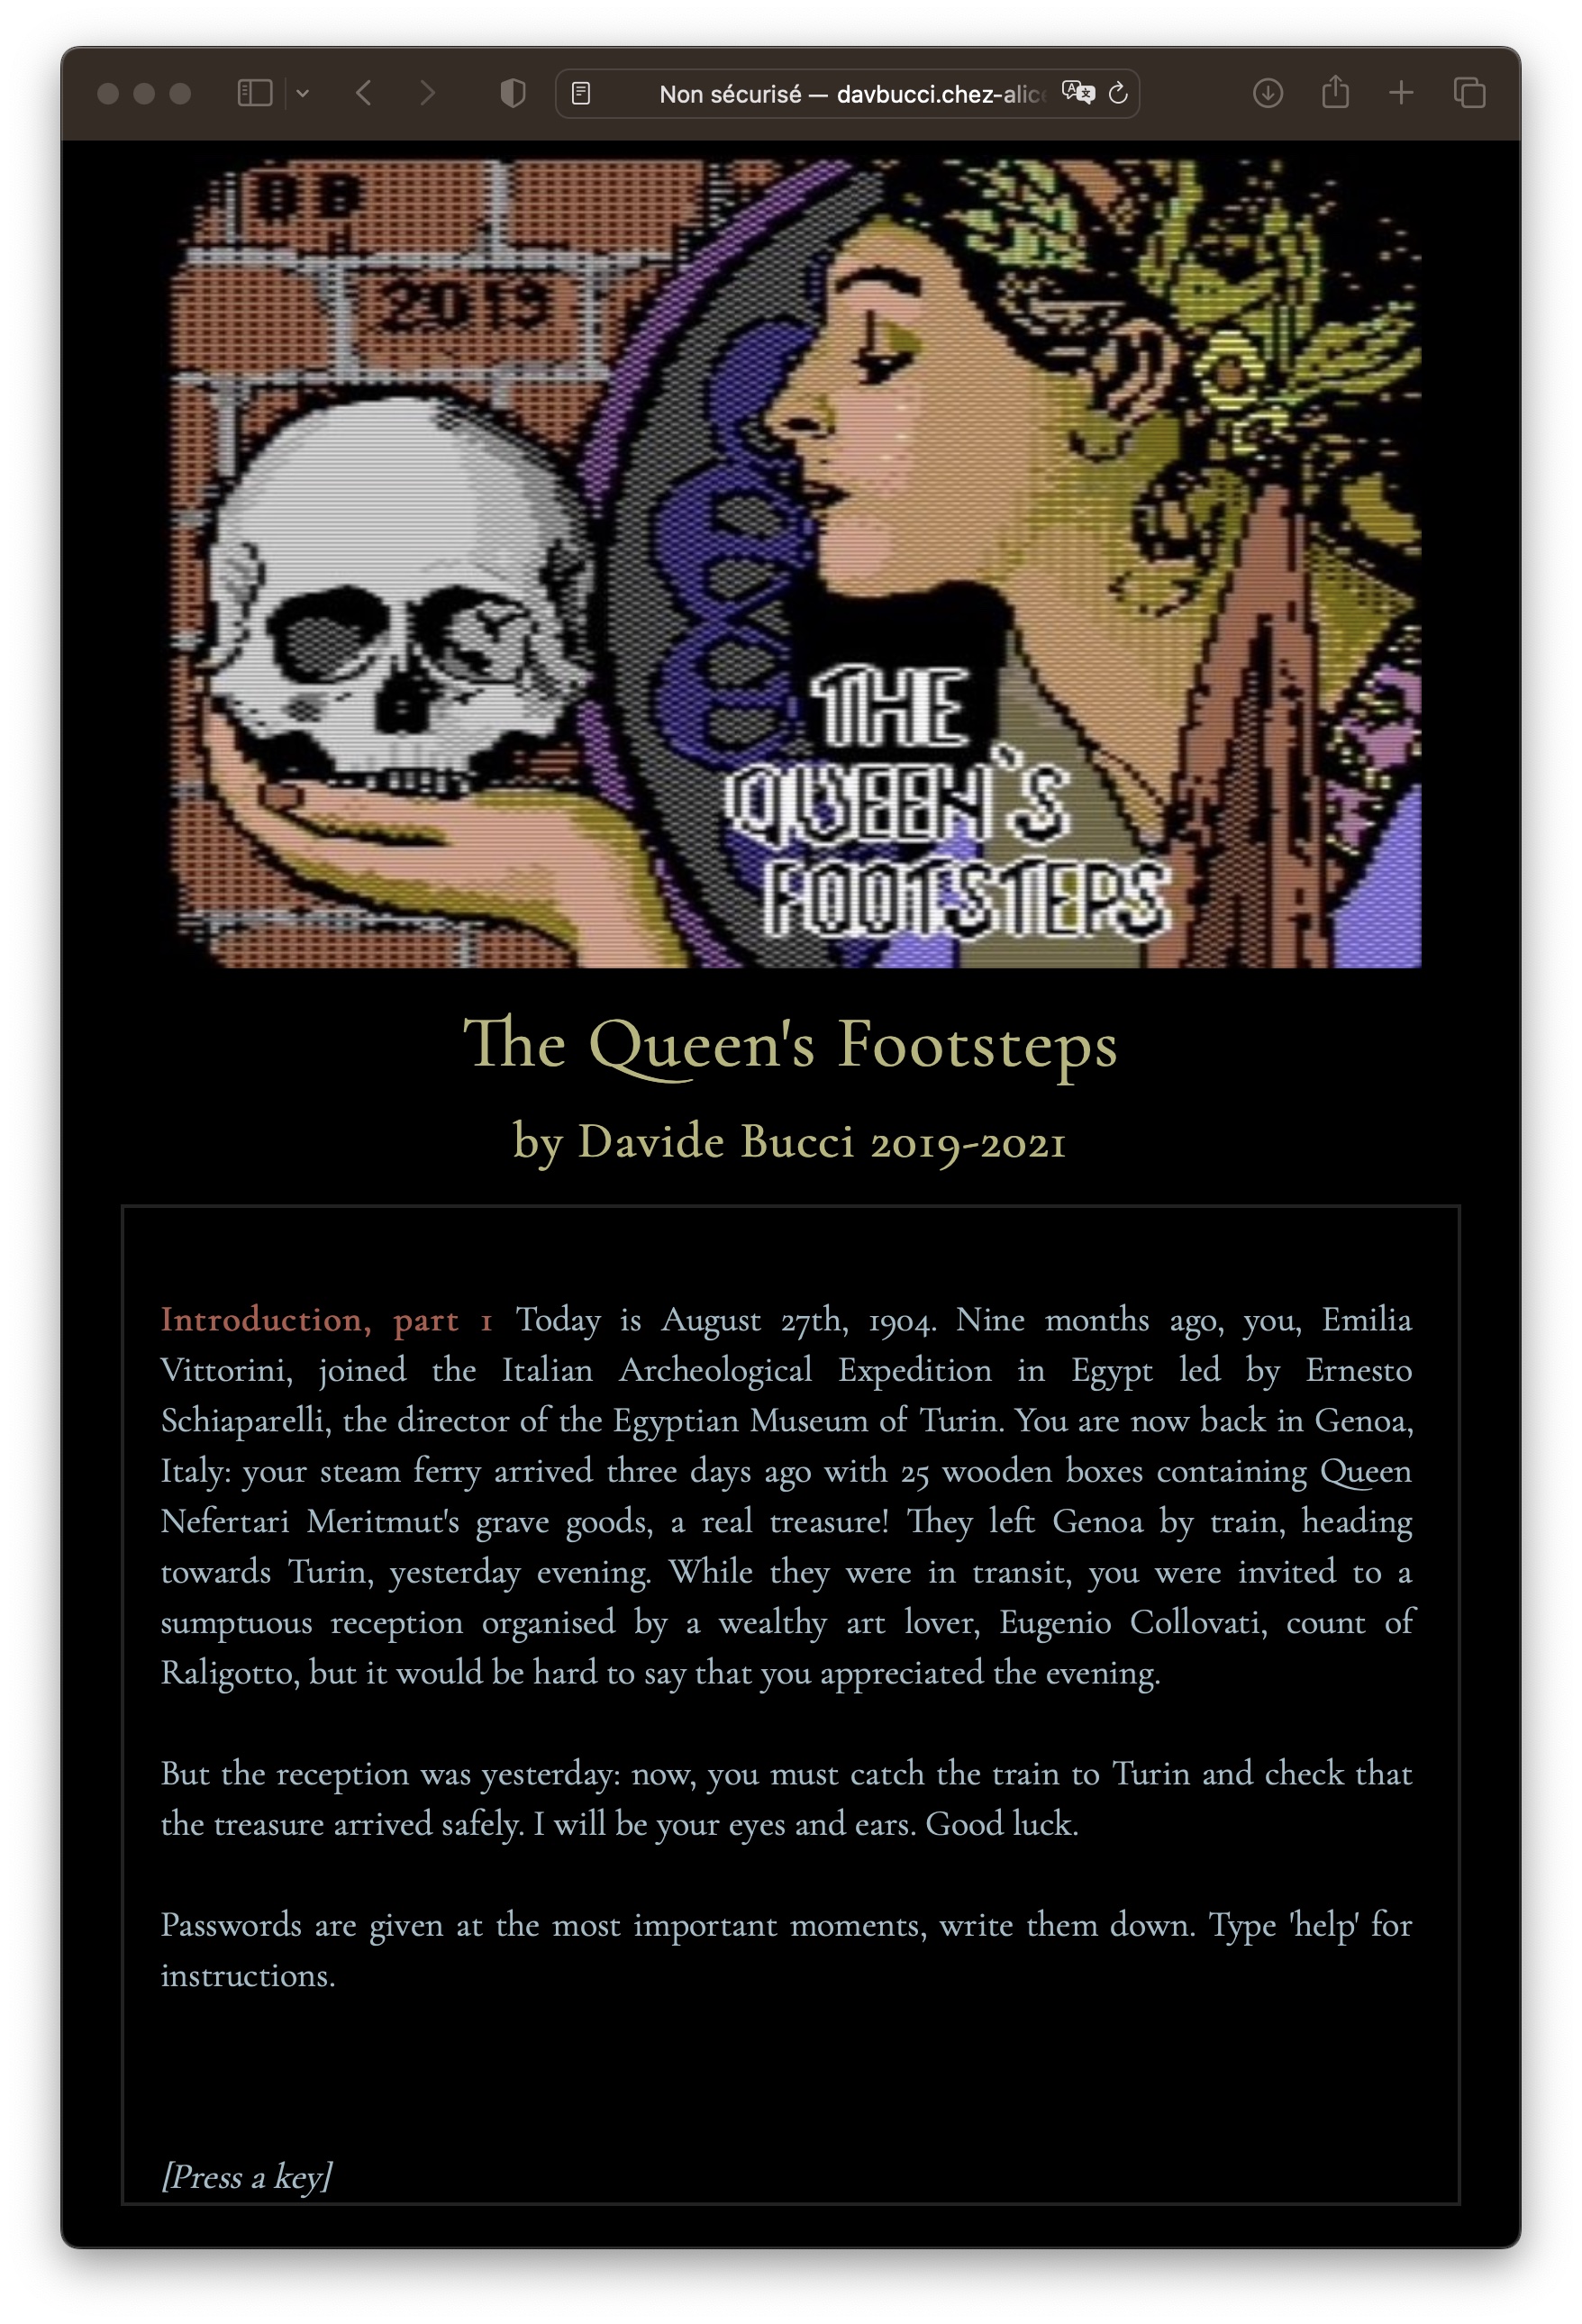 Non sécurisé — davbucci.chez-alice
DB
2019
THE
QUEEN'S
FOOTSTEPS
The Queen's Footsteps
by Davide Bucci 2019-2021
Introduction, part 1 Today is August 27th, 1904. Nine months ago, you, Emilia
Vittorini, joined the Italian Archeological Expedition in Egypt led by Ernesto
Schiaparelli, the director of the Egyptian Museum of Turin. You are now back in Genoa,
Italy: your steam ferry arrived three days ago with 25 wooden boxes containing Queen
Nefertari Meritmut's grave goods, a real treasure! They left Genoa by train, heading
towards Turin, yesterday evening. While they were in transit, you were invited to a
sumptuous reception organised by a wealthy art lover, Eugenio Collovati, count of
Raligotto, but it would be hard to say that you appreciated the evening.
But the reception was yesterday: now, you must catch the train to Turin and check that
the treasure arrived safely. I will be your eyes and ears. Good luck.
Passwords are given at the most important moments, write them down. Type 'help' for
instructions.
[Press a key]